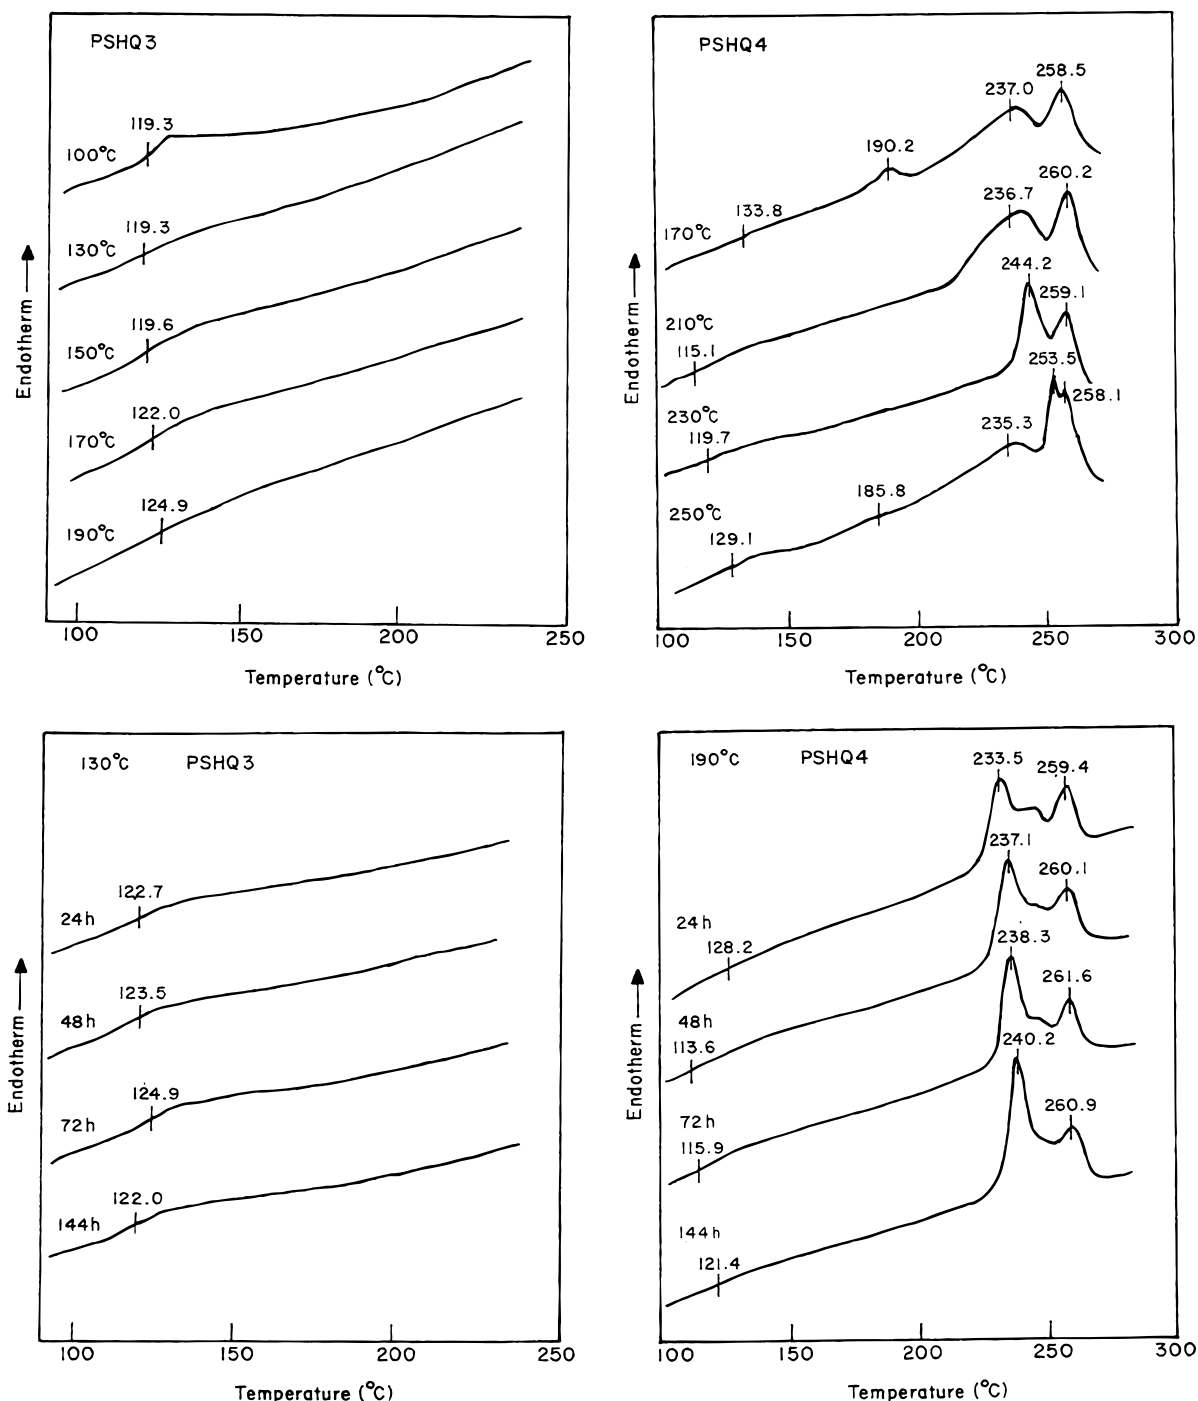 PSHQ3
119.3
100°C
119.3
130°C
119.6
150°C
122.0
170°C
124.9
190°C
Endotherm
100 150 200 250
Temperature (°C)
PSHQ4
258.5
237.0
190.2
133.8
170°C
260.2
236.7
210°C
115.1
244.2
259.1
230°C
119.7
253.5
258.1
235.3
185.8
250°C
129.1
Endotherm
100 150 200 250 300
Temperature (°C)
130°C PSHQ3
122.7
24h
123.5
48h
124.9
72h
122.0
144h
Endotherm
100 150 200 250
Temperature (°C)
190°C PSHQ4
233.5
259.4
24h
128.2
237.1
260.1
48h
113.6
238.3
261.6
72h
115.9
240.2
260.9
144h
121.4
Endotherm
100 150 200 250 300
Temperature (°C)